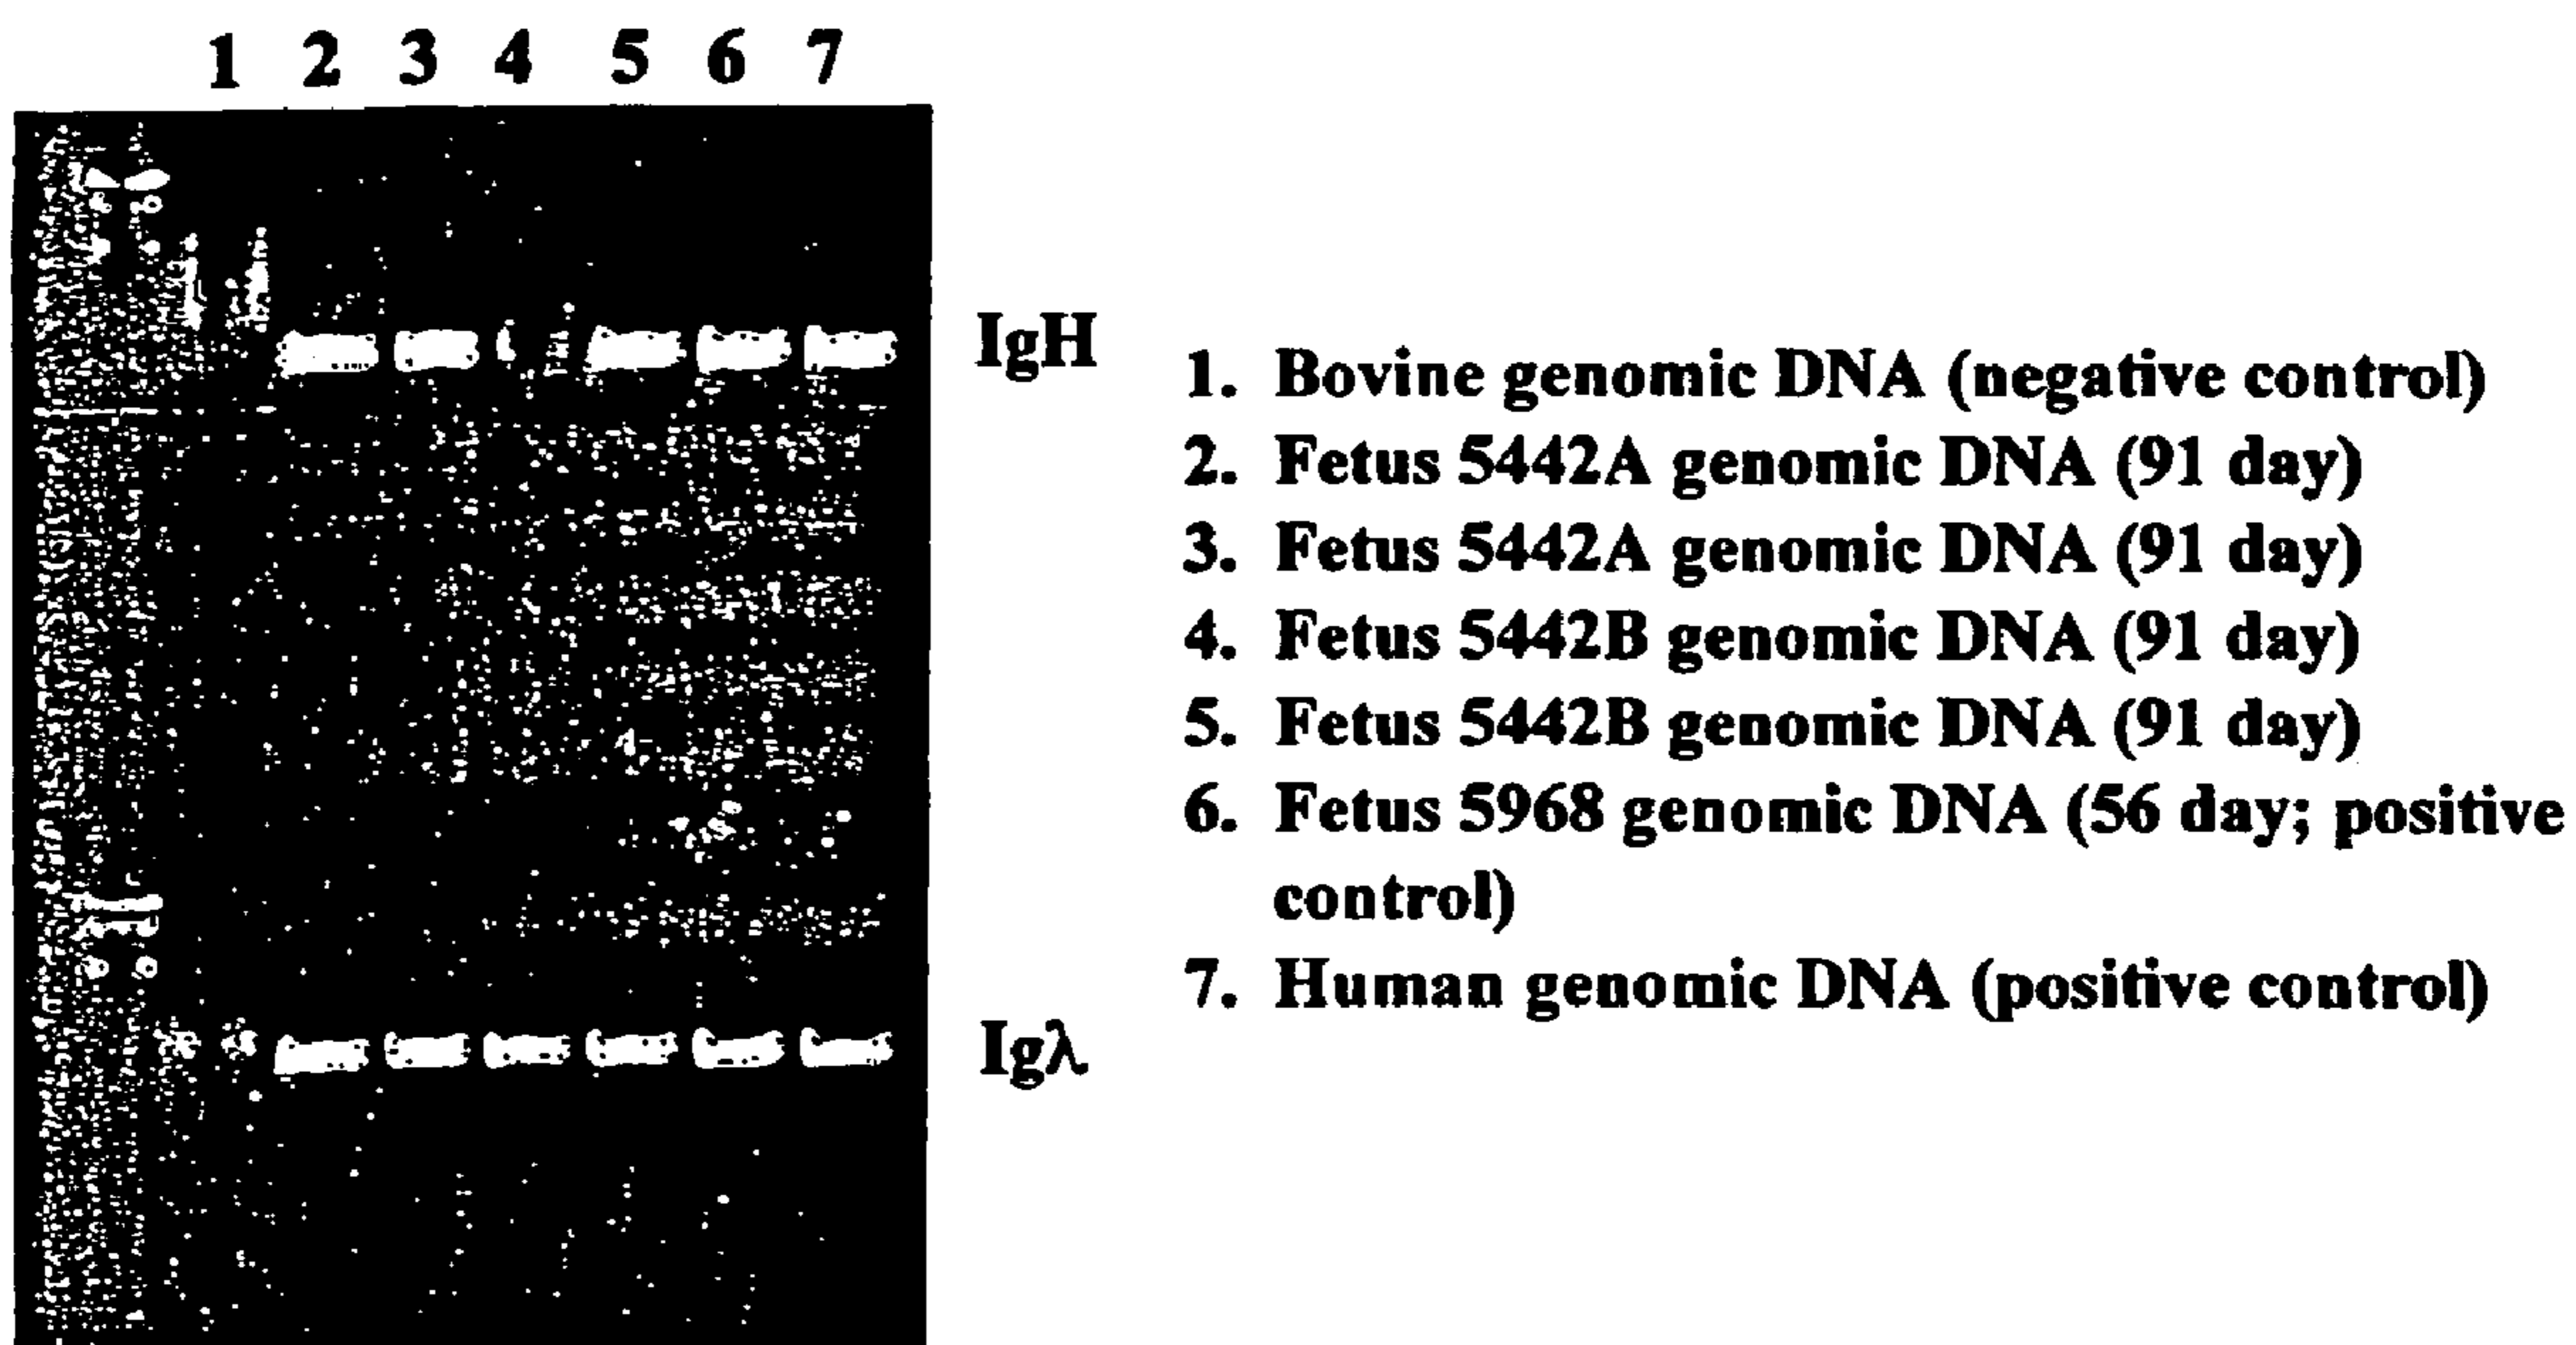 1 2 3 4 5 6 7
IgH
1. Bovine genomic DNA (negative control)
2. Fetus 5442A genomic DNA (91 day)
3. Fetus 5442A genomic DNA (91 day)
4. Fetus 5442B genomic DNA (91 day)
5. Fetus 5442B genomic DNA (91 day)
6. Fetus 5968 genomic DNA (56 day; positive
control)
7. Human genomic DNA (positive control)
Igλ